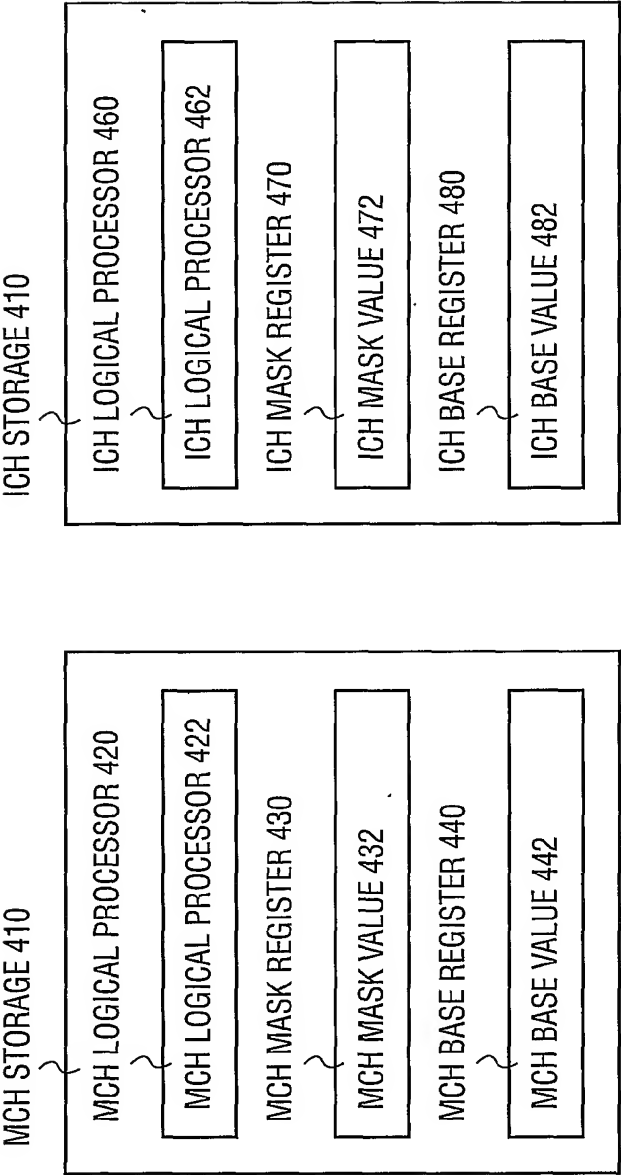 MCH STORAGE 410
MCH LOGICAL PROCESSOR 420
MCH LOGICAL PROCESSOR 422
MCH MASK REGISTER 430
MCH MASK VALUE 432
MCH BASE REGISTER 440
MCH BASE VALUE 442
ICH STORAGE 410
ICH LOGICAL PROCESSOR 460
ICH LOGICAL PROCESSOR 462
ICH MASK REGISTER 470
ICH MASK VALUE 472
ICH BASE REGISTER 480
ICH BASE VALUE 482